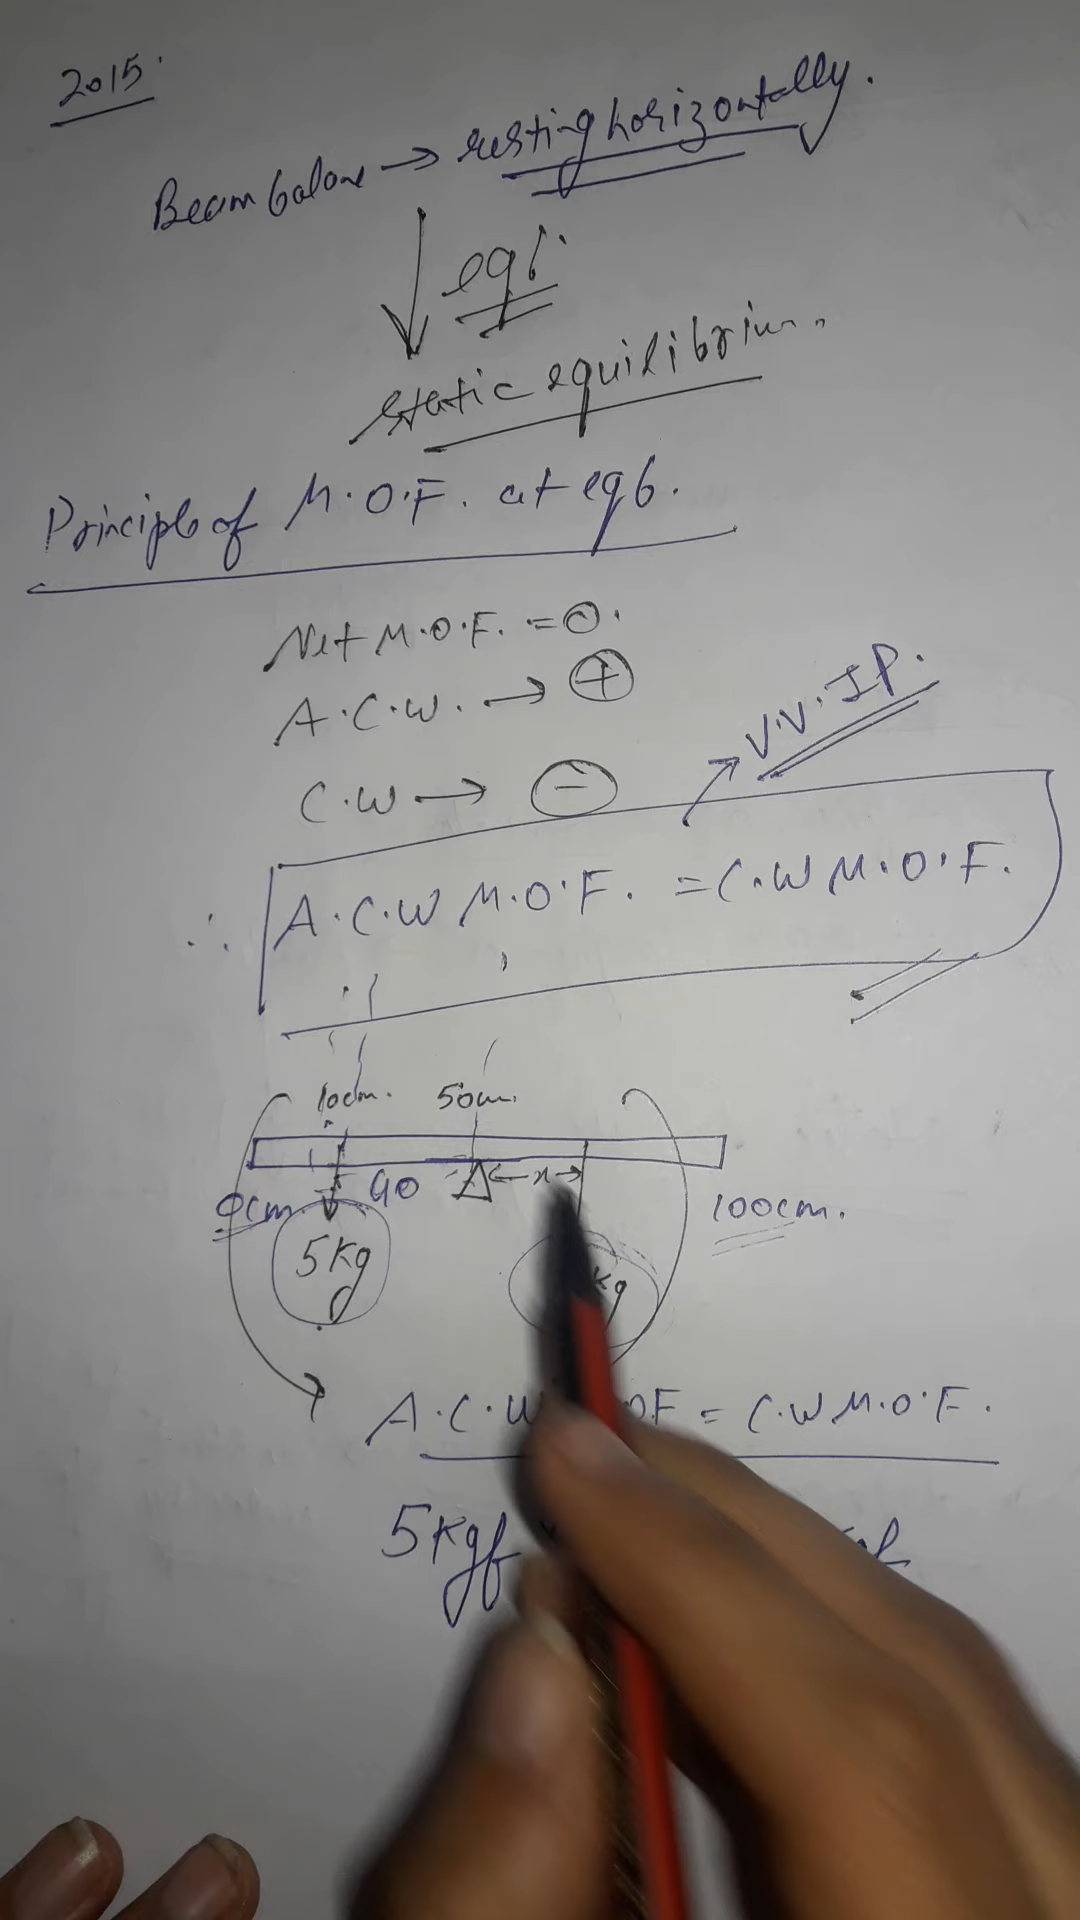 2015.
Beam balane → resting horizontally.
eqb.
static equilibrium.
Principle of M.O.F. at eqb.
Net M.O.F. = 0.
A.C.W. → +
C.W → -
V.V.IP.
∴ A.C.W M.O.F. = C.W M.O.F.
10cm. 50cm.
0cm 40 ←x→ 100cm.
5kg kg
A.C.W OF = C.W M.O.F.
5kgf